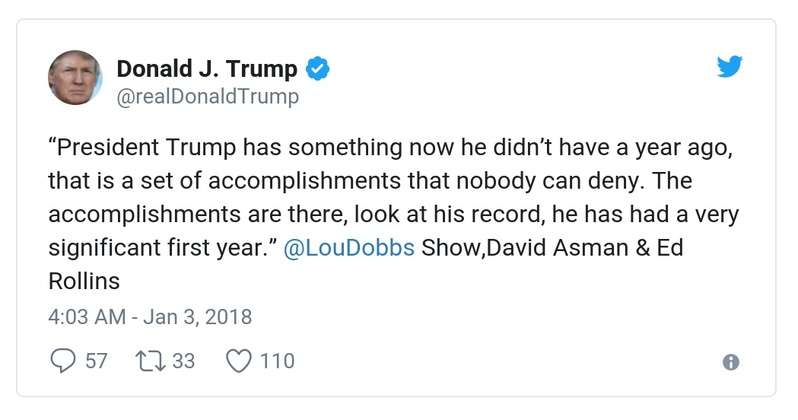 Donald J. Trump
@realDonaldTrump
“President Trump has something now he didn’t have a year ago,
that is a set of accomplishments that nobody can deny. The
accomplishments are there, look at his record, he has had a very
significant first year.” @LouDobbs Show,David Asman & Ed
Rollins
4:03 AM - Jan 3, 2018
57 33 110